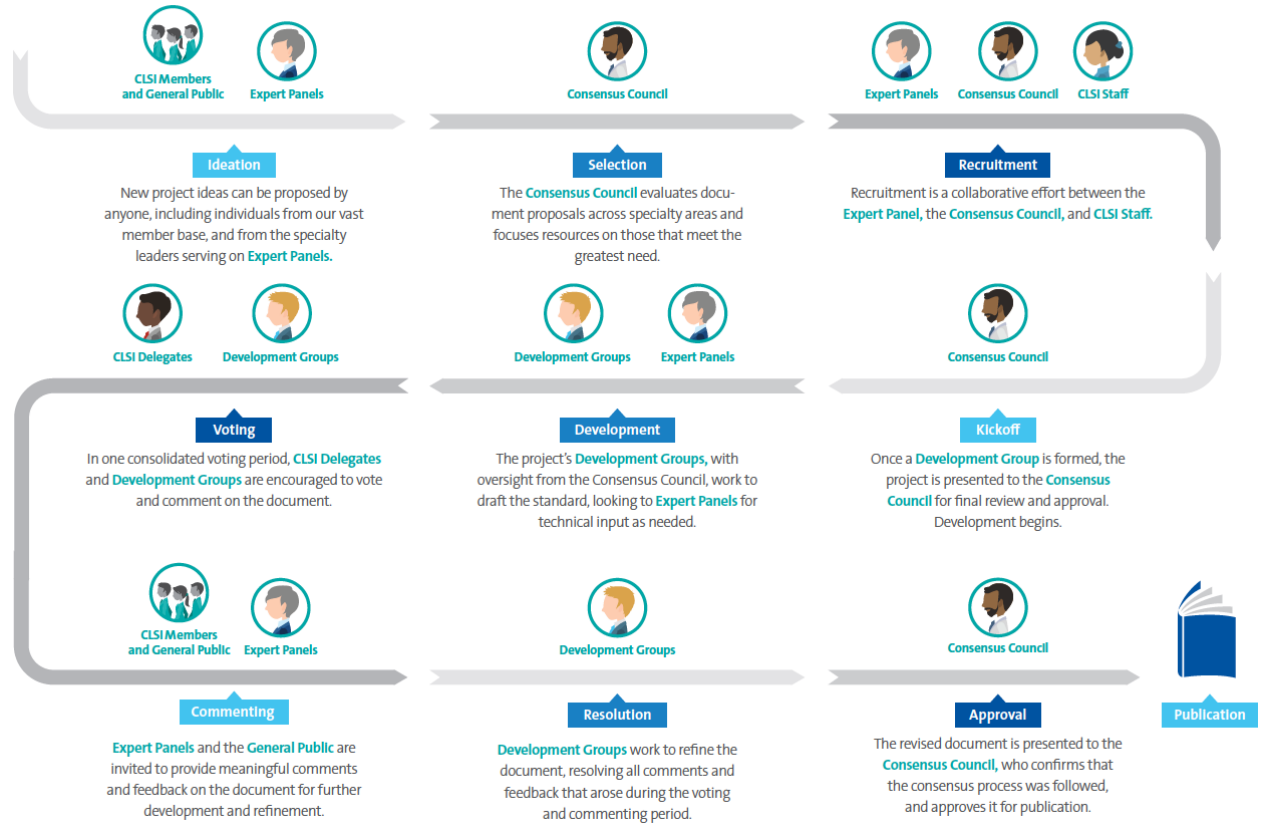 CLSI Members
and General Public
Expert Panels
Ideation
New project ideas can be proposed by
anyone, including individuals from our vast
member base, and from the specialty
leaders serving on Expert Panels.
Consensus Council
Selection
The Consensus Council evaluates docu-
ment proposals across specialty areas and
focuses resources on those that meet the
greatest need.
Expert Panels
Consensus Council
CLSI Staff
Recruitment
Recruitment is a collaborative effort between the
Expert Panel, the Consensus Council, and CLSI Staff.
Consensus Council
Kickoff
Once a Development Group is formed, the
project is presented to the Consensus
Council for final review and approval.
Development begins.
Development Groups
Expert Panels
Development
The project's Development Groups, with
oversight from the Consensus Council, work to
draft the standard, looking to Expert Panels for
technical input as needed.
CLSI Delegates
Development Groups
Voting
In one consolidated voting period, CLSI Delegates
and Development Groups are encouraged to vote
and comment on the document.
CLSI Members
and General Public
Expert Panels
Commenting
Expert Panels and the General Public are
invited to provide meaningful comments
and feedback on the document for further
development and refinement.
Development Groups
Resolution
Development Groups work to refine the
document, resolving all comments and
feedback that arose during the voting
and commenting period.
Consensus Council
Approval
The revised document is presented to the
Consensus Council, who confirms that
the consensus process was followed,
and approves it for publication.
Publication